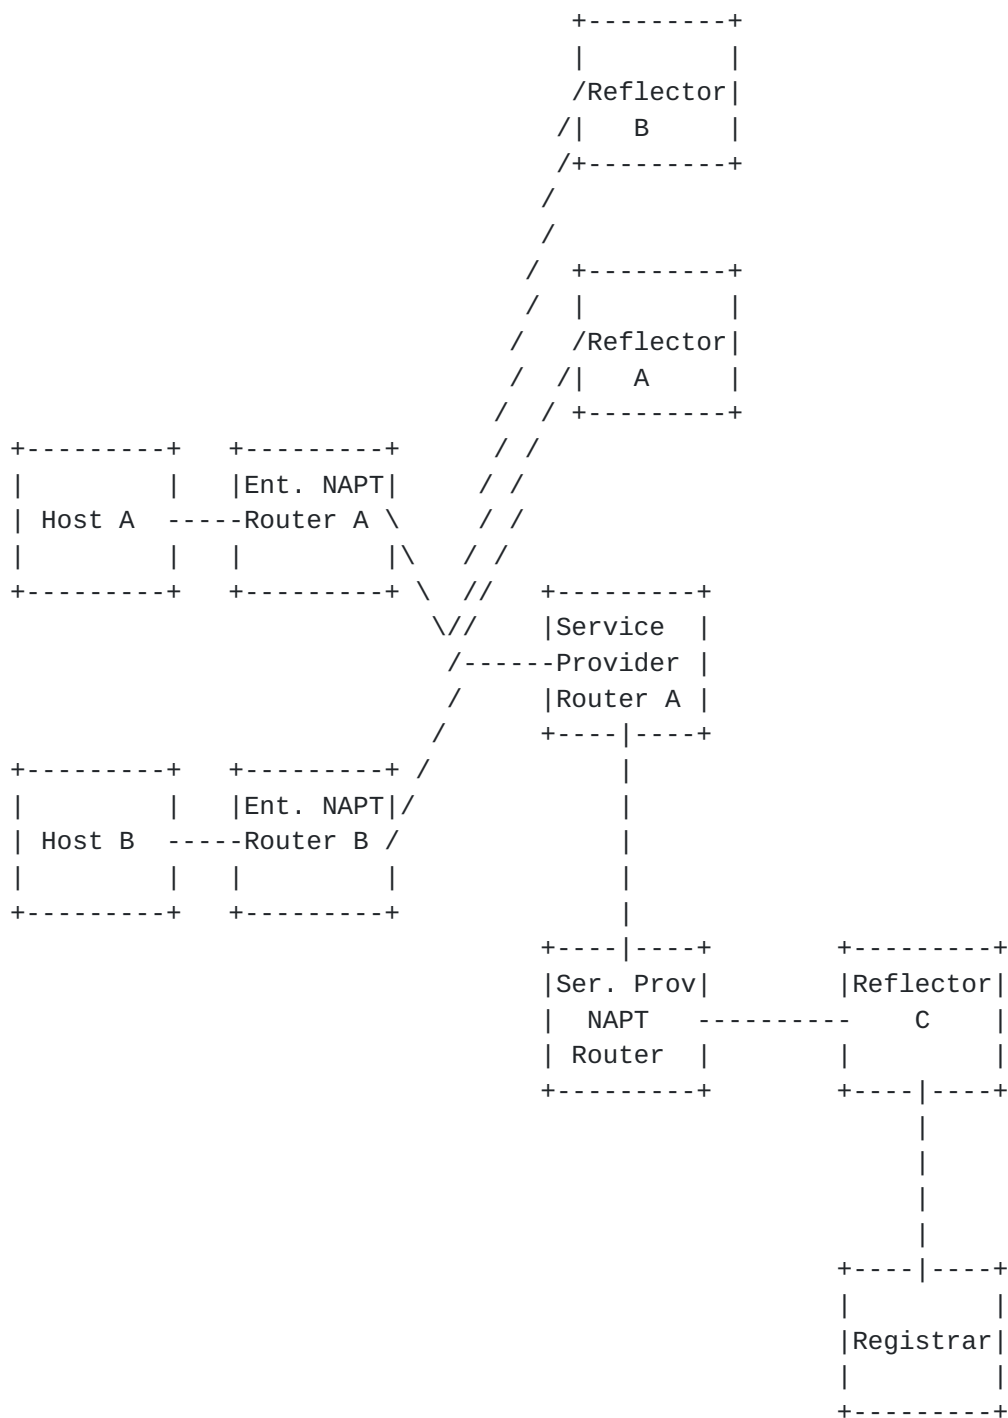 Reflector
B
Reflector
A
Ent. NAPT
Host A Router A
Service
Provider
Router A
Ent. NAPT
Host B Router B
Ser. Prov Reflector
NAPT C
Router
Registrar